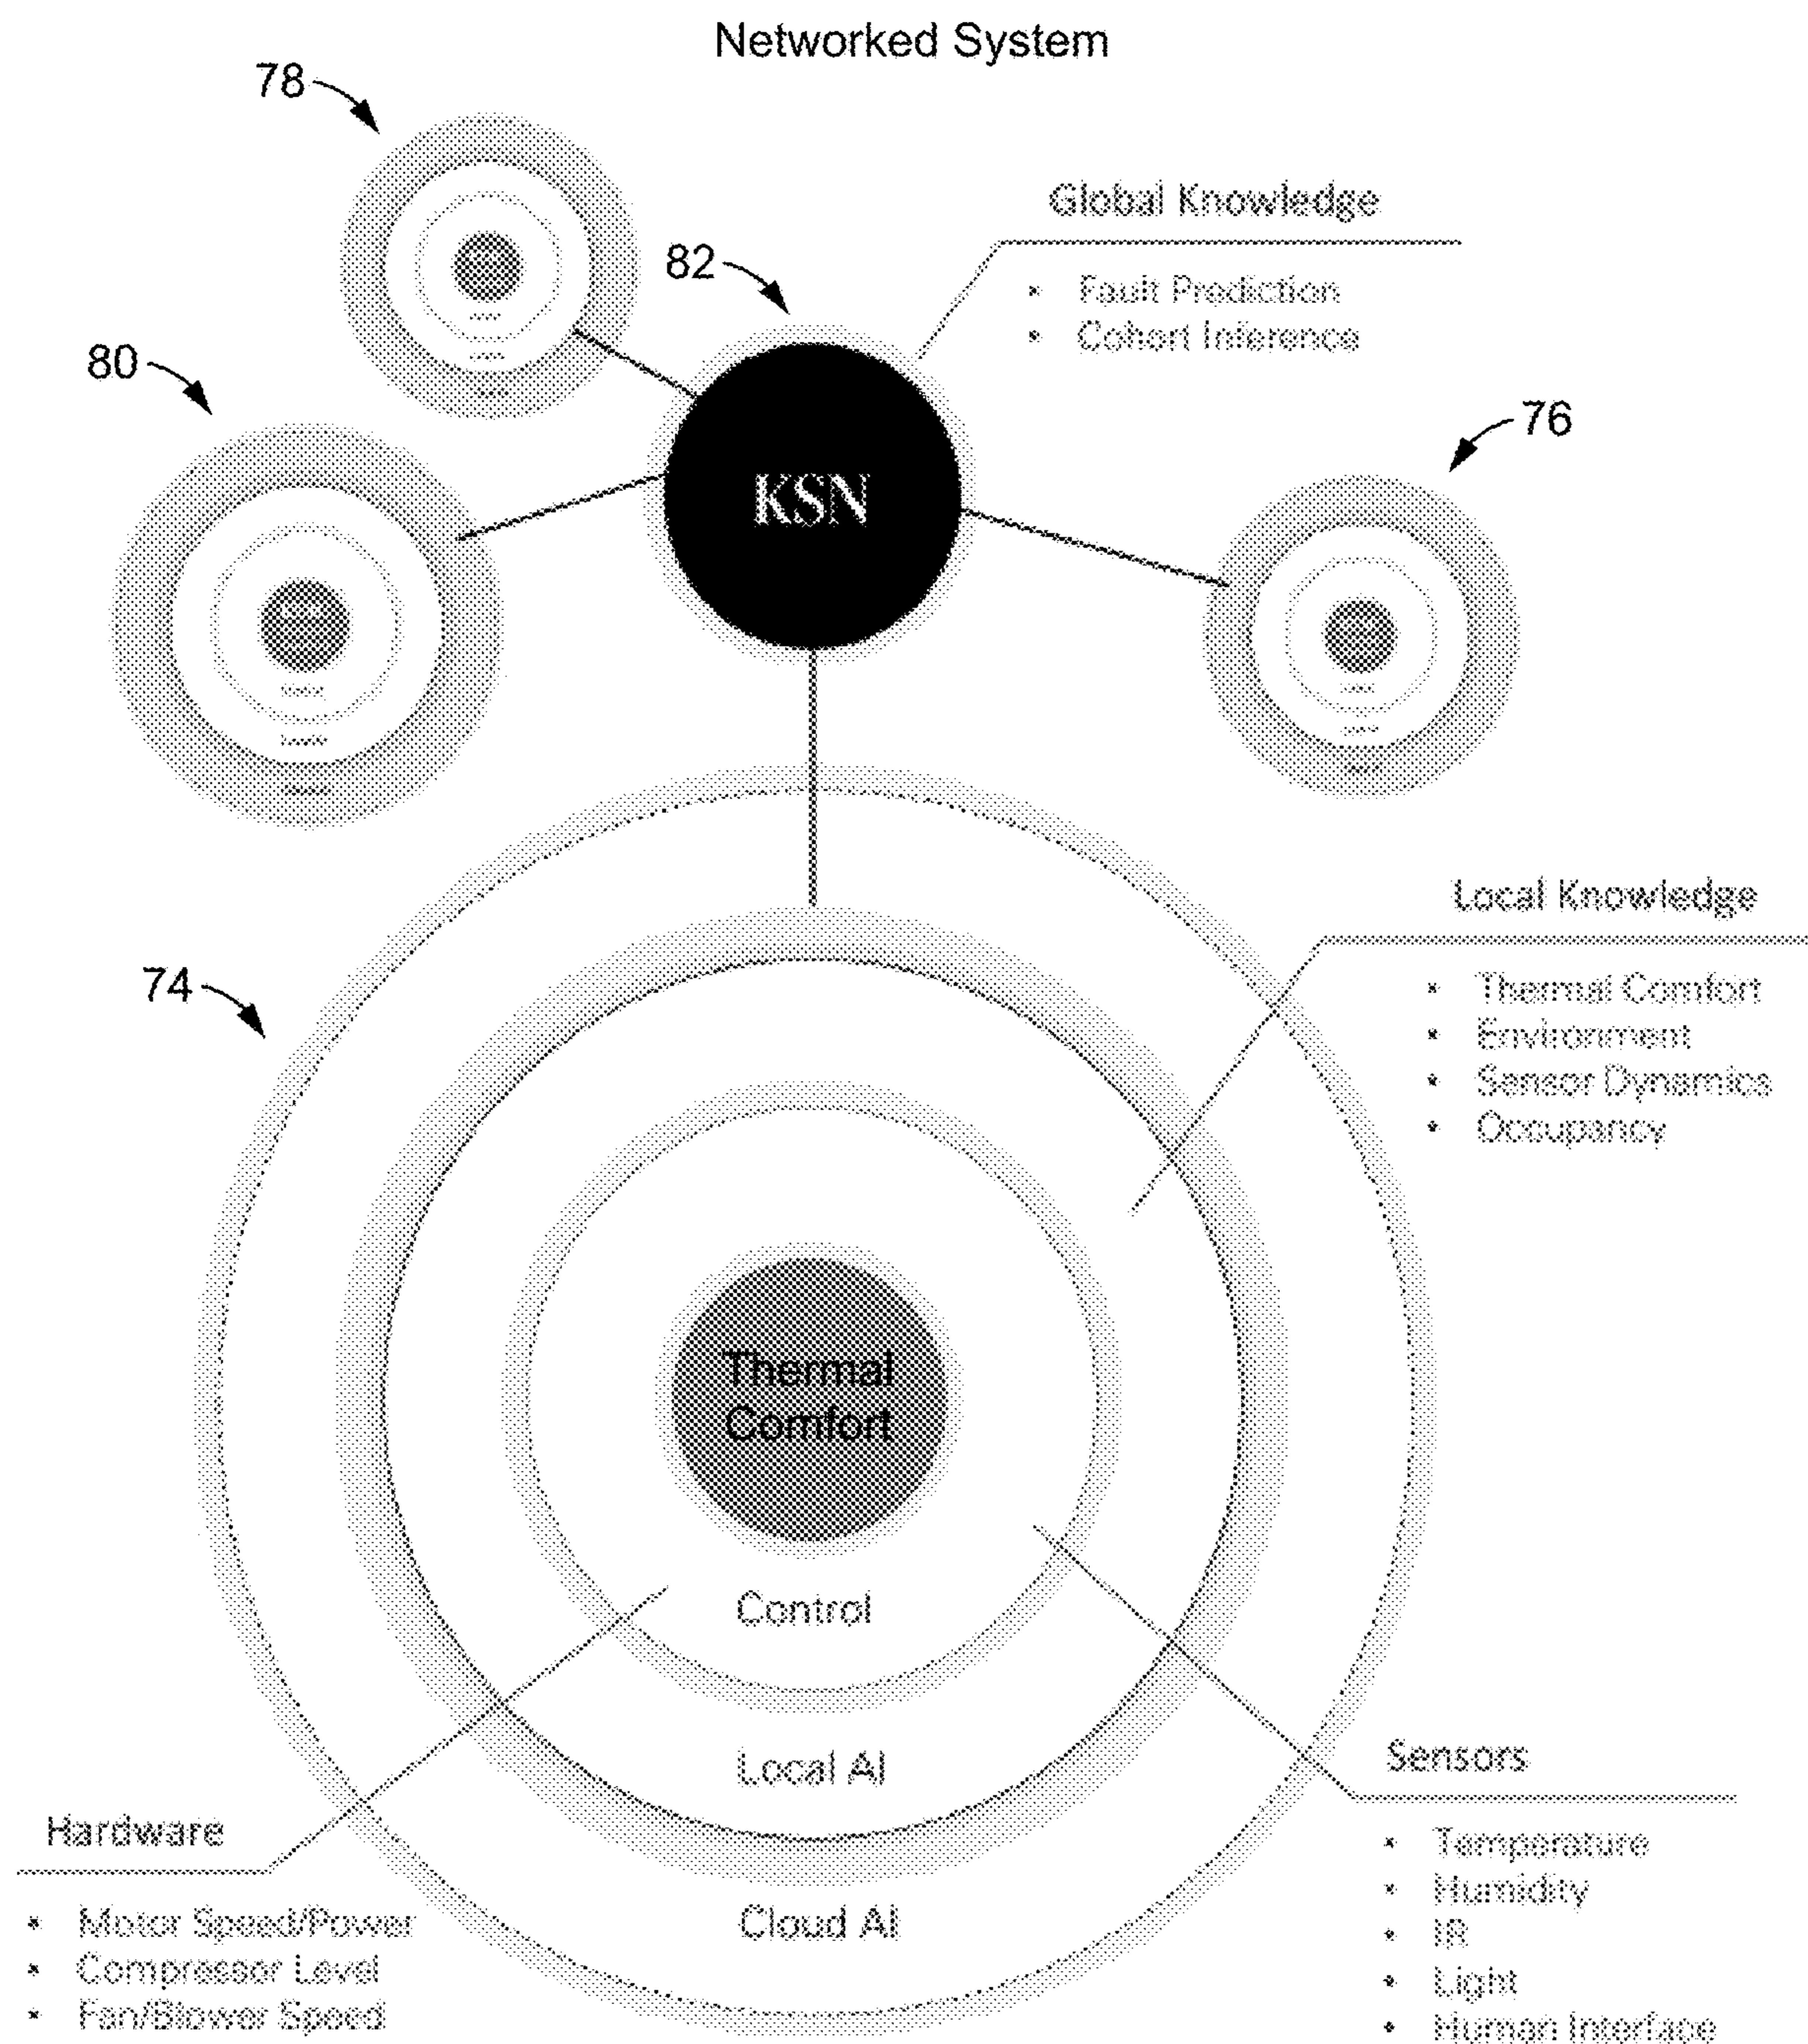 Networked System
78
Global Knowledge
82
• Fault Prediction
• Cohort Inference
80
76
KSN
Local Knowledge
74
• Thermal Comfort
• Environment
• Sensor Dynamics
• Occupancy
Thermal
Comfort
Control
Local AI
Sensors
Hardware
• Temperature
• Humidity
• Motor Speed/Power
Cloud AI
• IR
• Compressor Level
• Light
• Fan/Blower Speed
• Human Interface